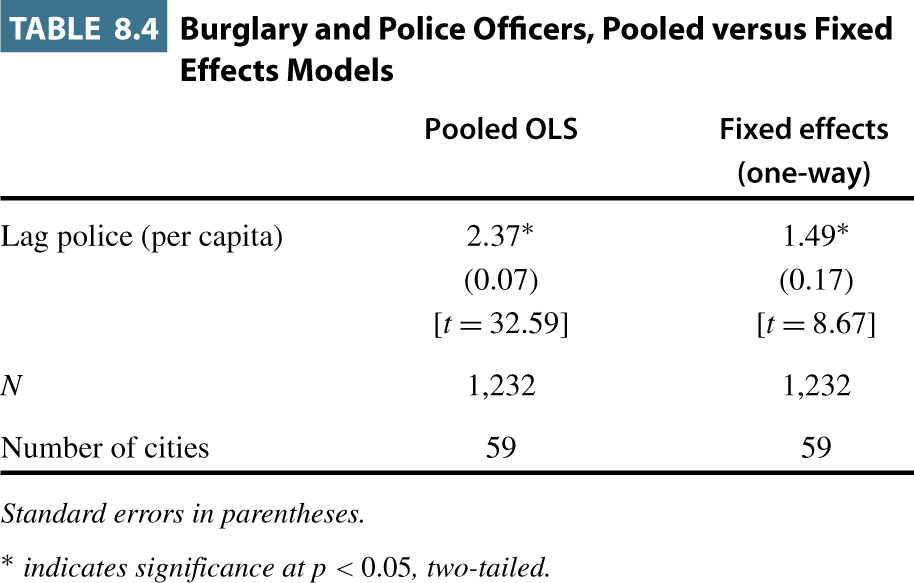 TABLE 8.4 Burglary and Police Officers, Pooled versus Fixed
Effects Models
Pooled OLS Fixed effects
(one-way)
Lag police (per capita) 2.37* 1.49*
(0.07) (0.17)
[t = 32.59] [t = 8.67]
N 1,232 1,232
Number of cities 59 59
Standard errors in parentheses.
* indicates significance at p < 0.05, two-tailed.